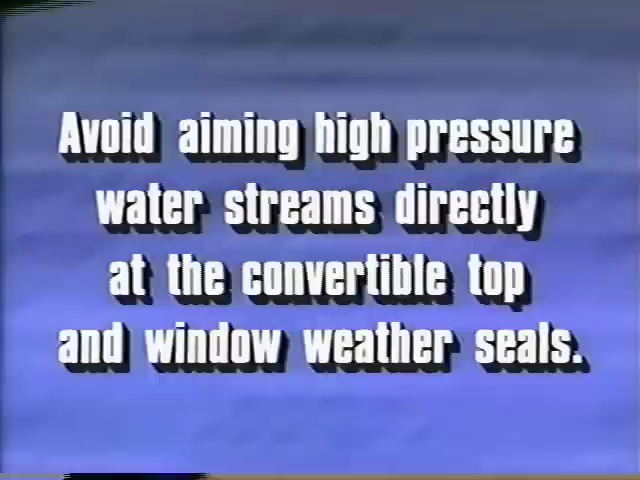 Avoid aiming high pressure
water streams directly
at the convertible top
and window weather seals.